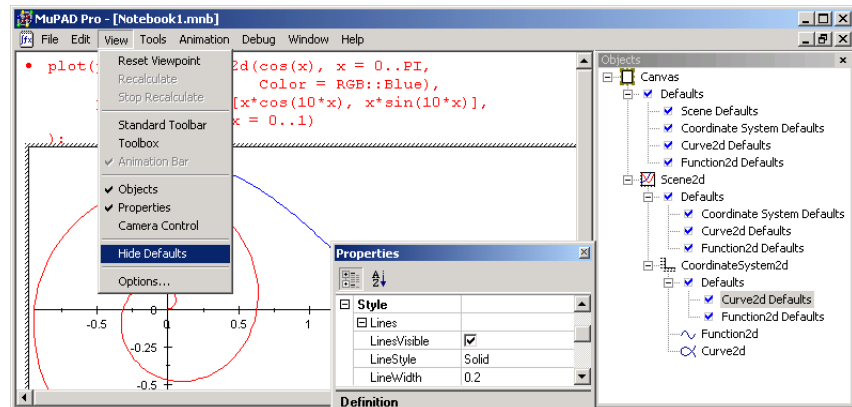 MuPAD Pro - [Notebook1.mnb]
File Edit View Tools Animation Debug Window Help
Reset Viewpoint
Recalculate
Stop Recalculate
Standard Toolbar
Toolbox
Animation Bar
Objects
Properties
Camera Control
Hide Defaults
Options...
plot(
2d(cos(x), x = 0..PI,
Color = RGB::Blue),
[x*cos(10*x), x*sin(10*x)],
x = 0..1)
);
-0.5 0 0.5 1
-0.25
-0.5
Properties
Style
Lines
LinesVisible
LineStyle Solid
LineWidth 0.2
Definition
Objects
Canvas
Defaults
Scene Defaults
Coordinate System Defaults
Curve2d Defaults
Function2d Defaults
Scene2d
Defaults
Coordinate System Defaults
Curve2d Defaults
Function2d Defaults
CoordinateSystem2d
Defaults
Curve2d Defaults
Function2d Defaults
Function2d
Curve2d